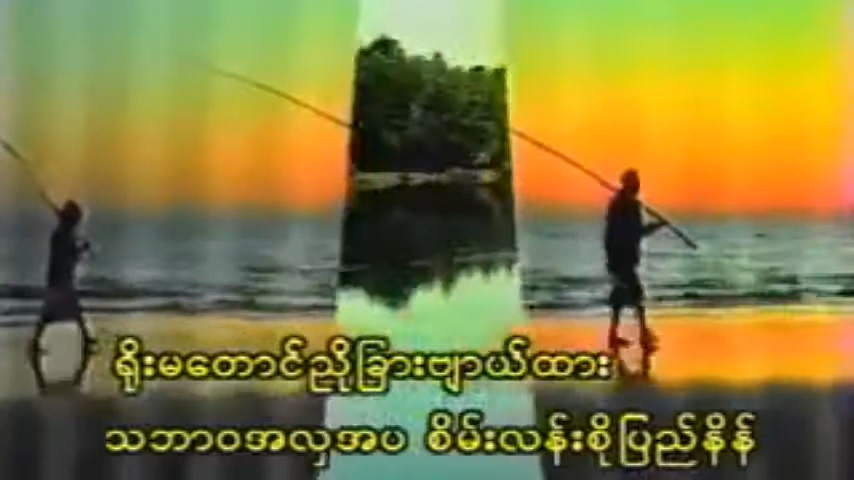 ရိုးမတောင်ညိုခြားဗျာယ်ထား
သဘာဝအလှအပ စိမ်းလန်းစိုပြည်နိန်